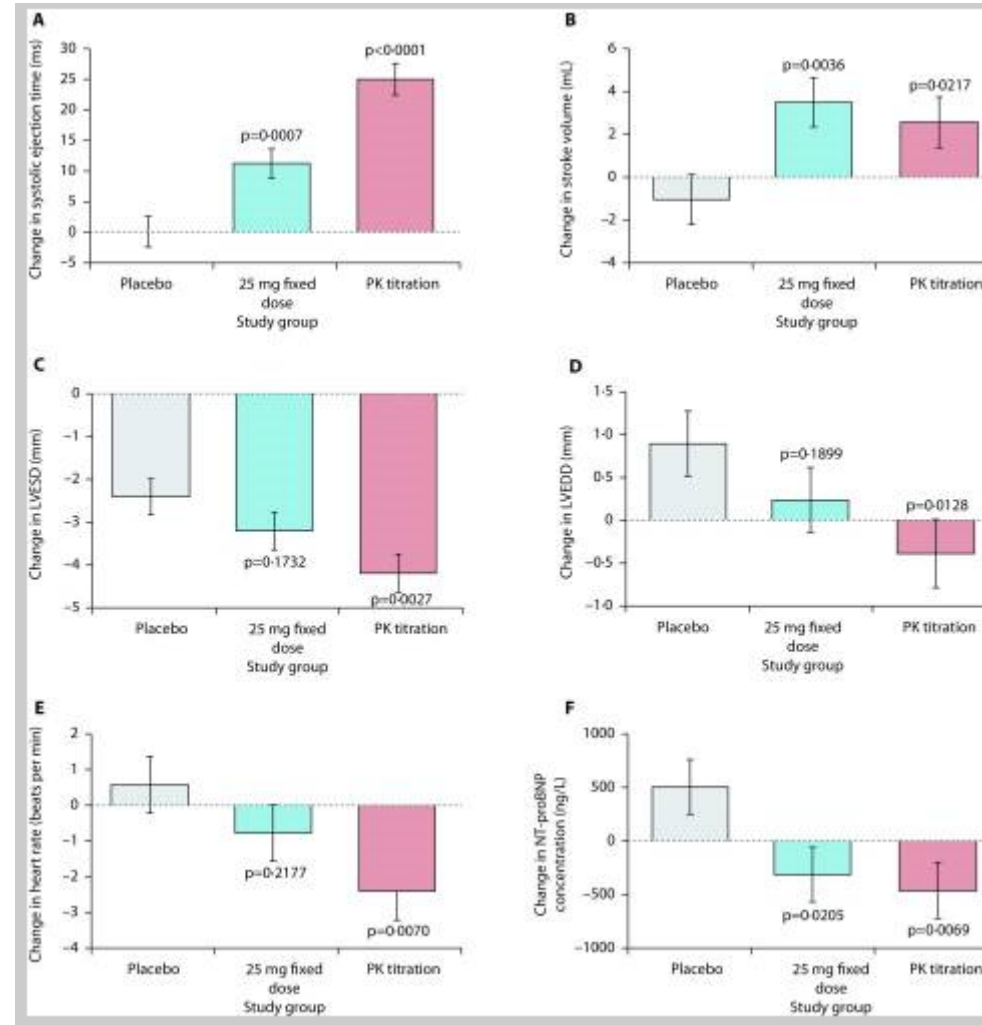 A
Change in systolic ejection time (ms)
30
25
20
15
10
5
0
−5
p=0·0007
p<0·0001
Placebo
25 mg fixed
dose
PK titration
Study group
B
Change in stroke volume (mL)
6
4
2
0
−2
−4
p=0·0036
p=0·0217
Placebo
25 mg fixed
dose
PK titration
Study group
C
Change in LVESD (mm)
0
−1
−2
−3
−4
−5
p=0·1732
p=0·0027
Placebo
25 mg fixed
dose
PK titration
Study group
D
Change in LVEDD (mm)
1·5
1·0
0·5
0
−0·5
−1·0
p=0·1899
p=0·0128
Placebo
25 mg fixed
dose
PK titration
Study group
E
Change in heart rate (beats per min)
2
1
0
−1
−2
−3
−4
p=0·2177
p=0·0070
Placebo
25 mg fixed
dose
PK titration
Study group
F
Change in NT-proBNP
concentration (ng/L)
1000
500
0
−500
−1000
p=0·0205
p=0·0069
Placebo
25 mg fixed
dose
PK titration
Study group